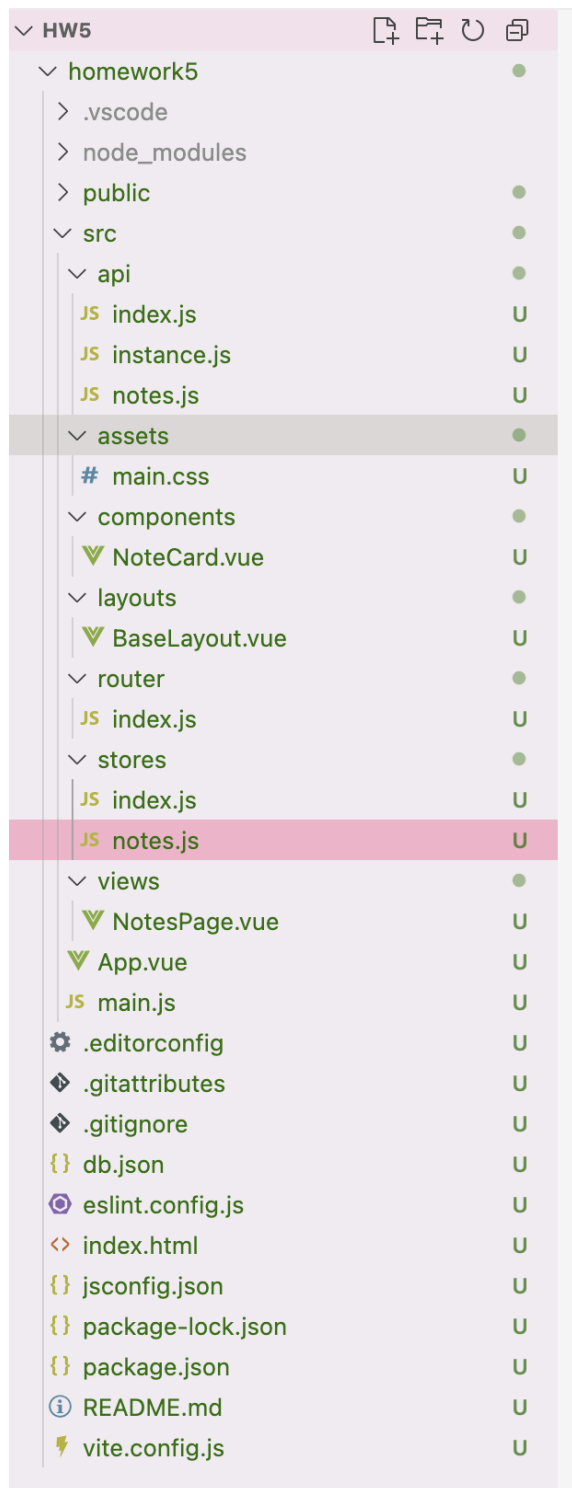 HW5
homework5
.vscode
node_modules
public
src
api
JS index.js U
JS instance.js U
JS notes.js U
assets
# main.css U
components
NoteCard.vue U
layouts
BaseLayout.vue U
router
JS index.js U
stores
JS index.js U
JS notes.js U
views
NotesPage.vue U
App.vue U
JS main.js U
.editorconfig U
.gitattributes U
.gitignore U
{} db.json U
eslint.config.js U
<> index.html U
{} jsconfig.json U
{} package-lock.json U
{} package.json U
README.md U
vite.config.js U